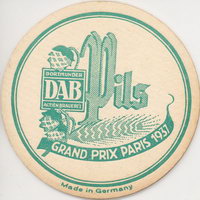 DORTMUNDER
DAB
ACTIEN-BRAUEREI
Pils
GRAND PRIX PARIS 1937
Made in Germany